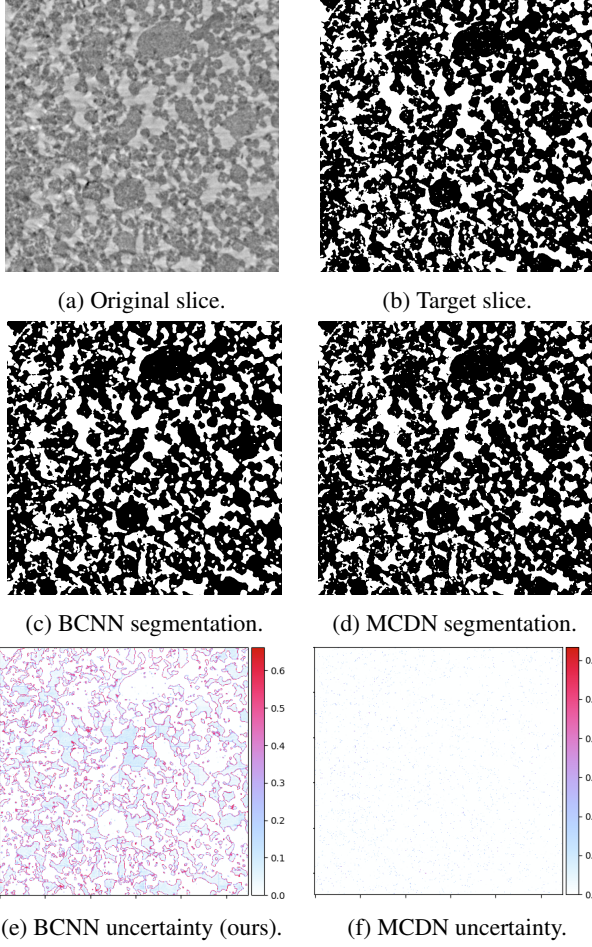 (a) Original slice.
(b) Target slice.
(c) BCNN segmentation.
(d) MCDN segmentation.
0.6
0.5
0.4
0.3
0.2
0.1
0.0
(e) BCNN uncertainty (ours).
(f) MCDN uncertainty.